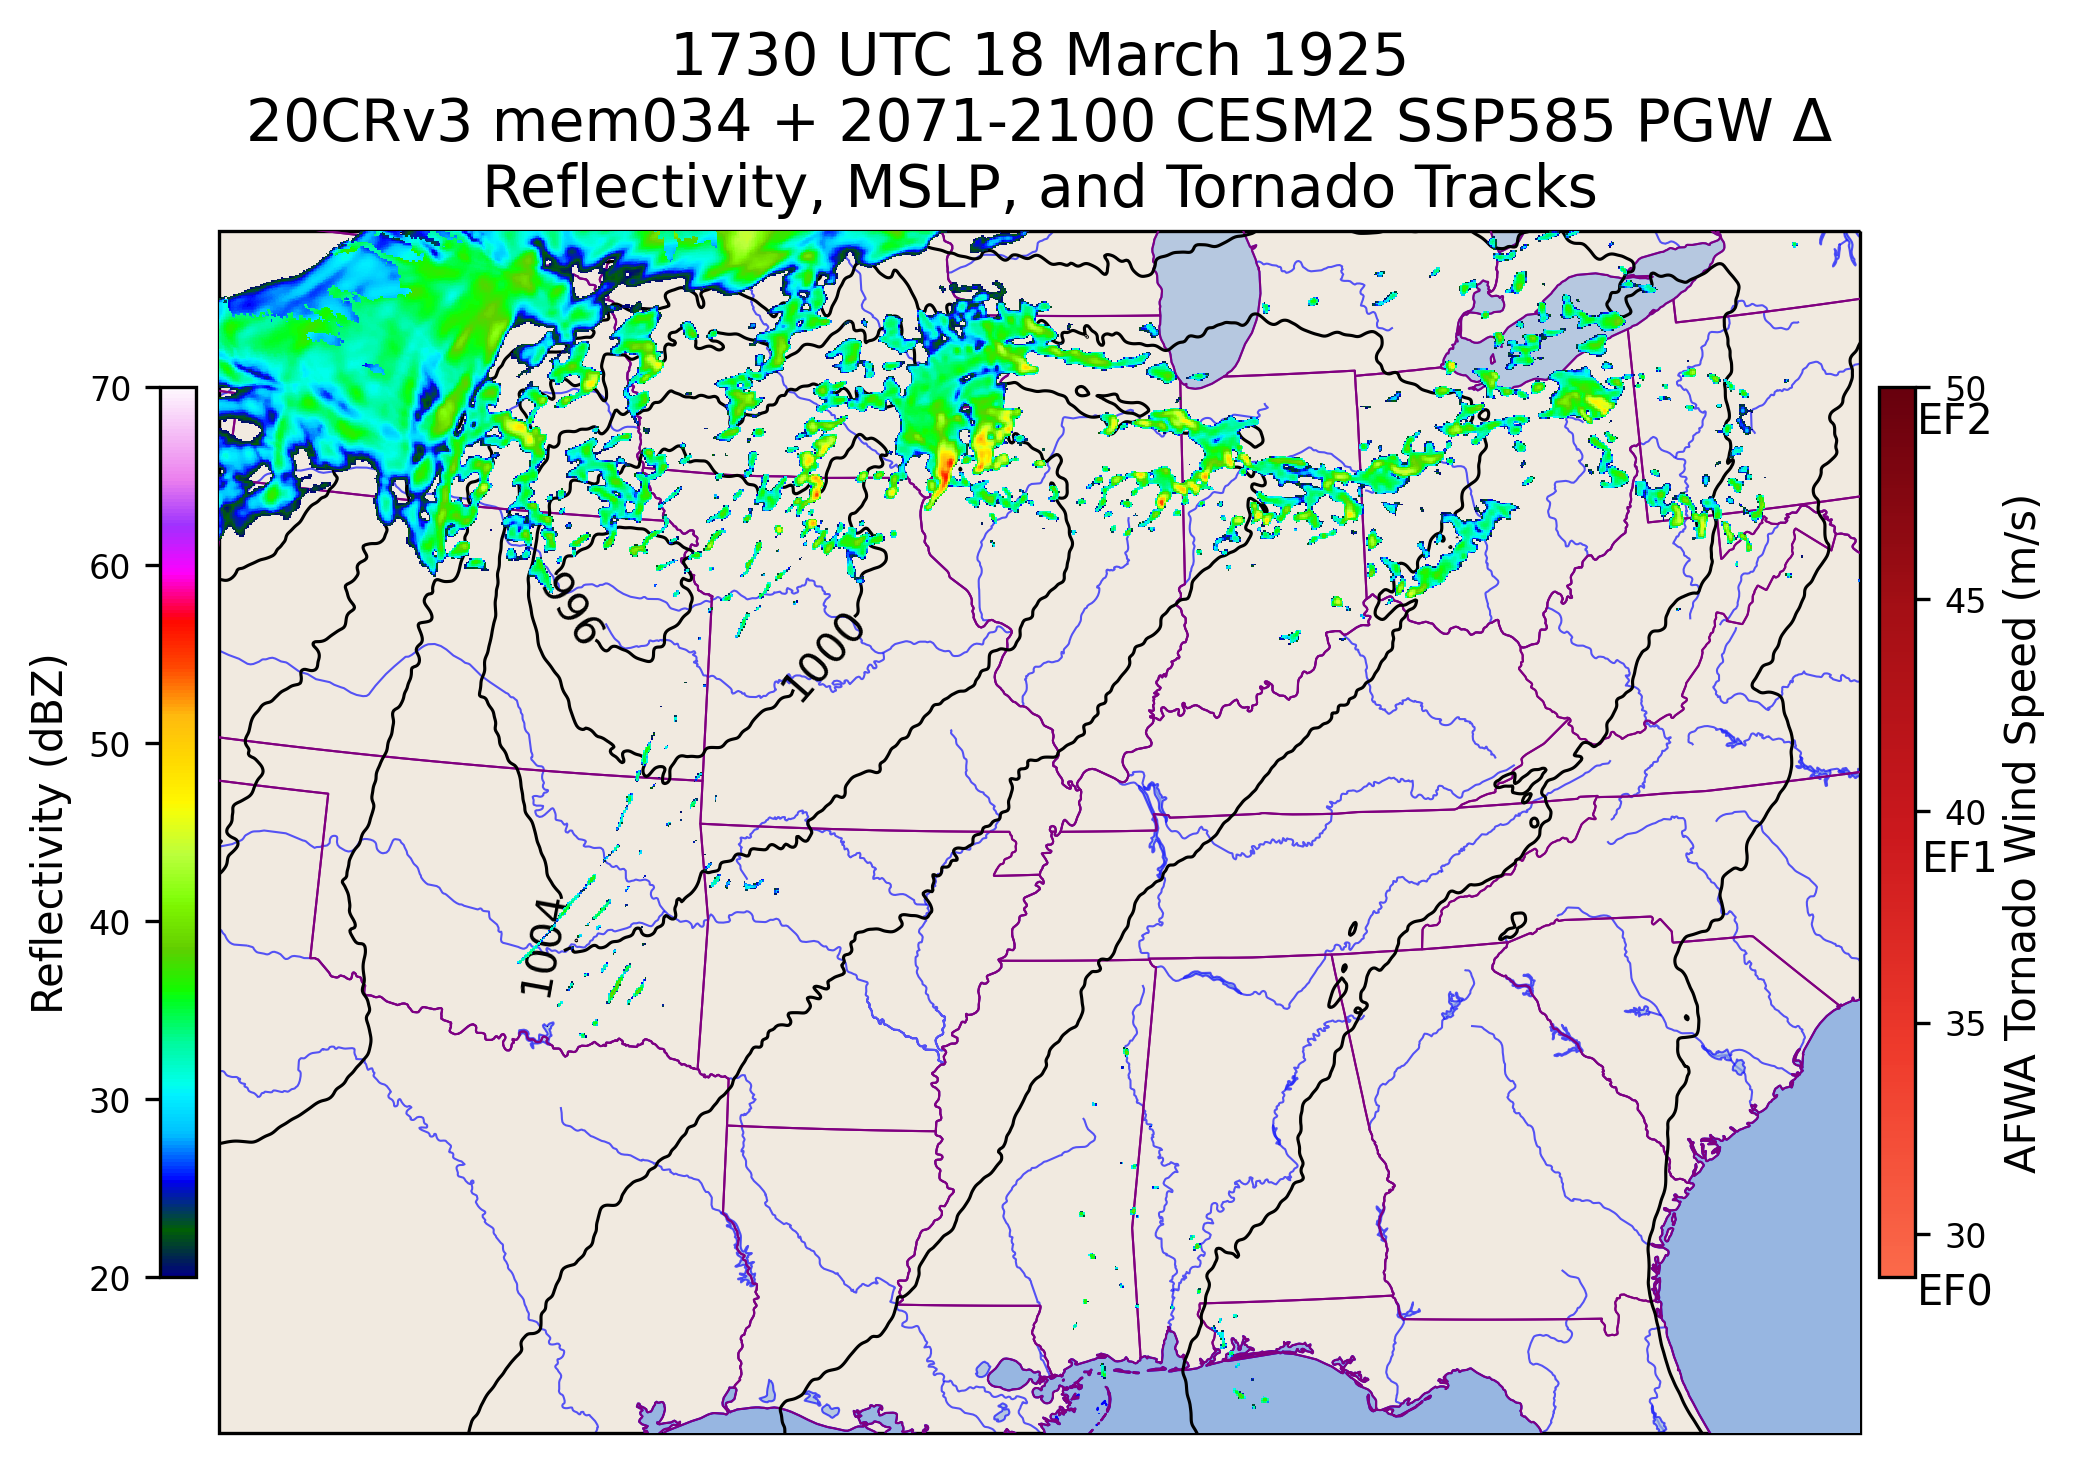 1730 UTC 18 March 1925
20CRv3 mem034 + 2071-2100 CESM2 SSP585 PGW Δ
Reflectivity, MSLP, and Tornado Tracks
70
60
50
40
30
20
Reflectivity (dBZ)
996
1000
1004
50
EF2
45
40
EF1
35
30
EF0
AFWA Tornado Wind Speed (m/s)